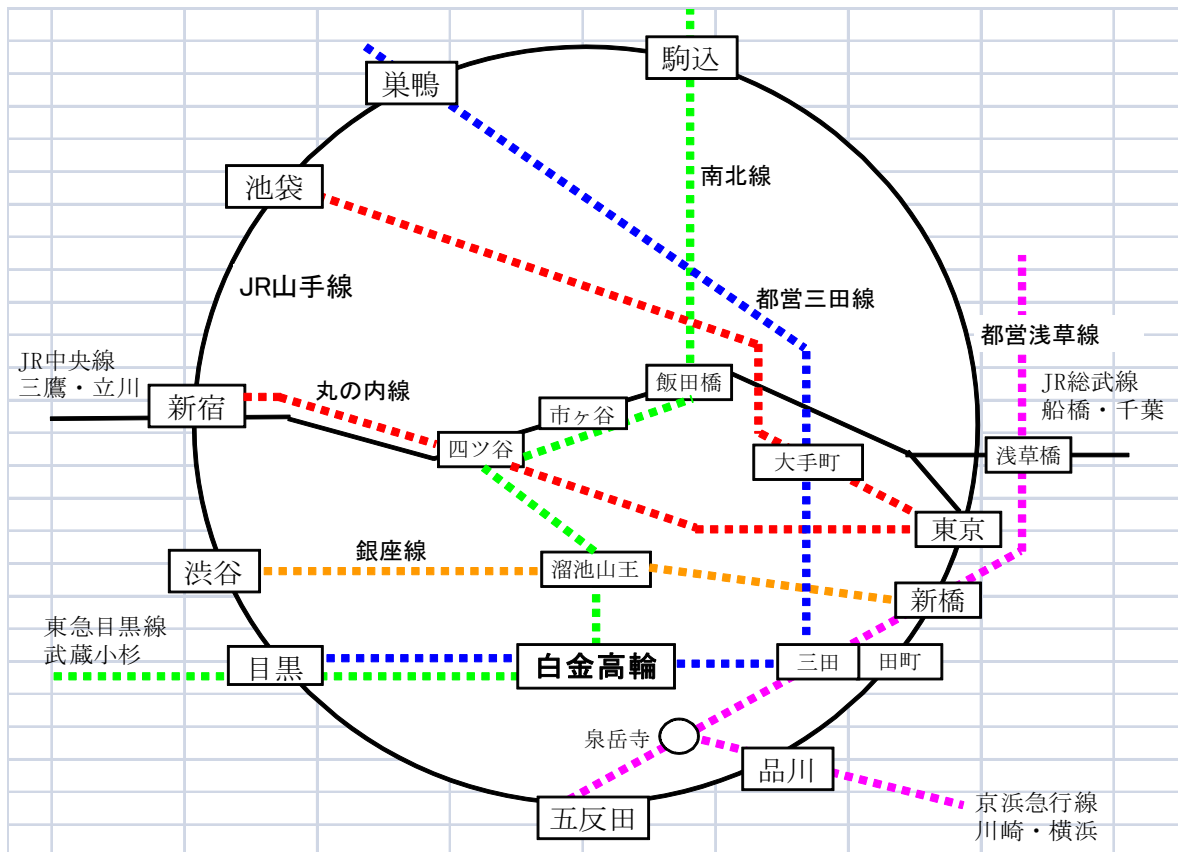 駒込
巣鴨
池袋
南北線
JR山手線
都営三田線
都営浅草線
JR中央線
三鷹・立川
新宿
丸の内線
飯田橋
市ヶ谷
四ツ谷
大手町
JR総武線
船橋・千葉
浅草橋
東京
渋谷
銀座線
溜池山王
新橋
東急目黒線
武蔵小杉
目黒
白金高輪
三田
田町
泉岳寺
品川
五反田
京浜急行線
川崎・横浜